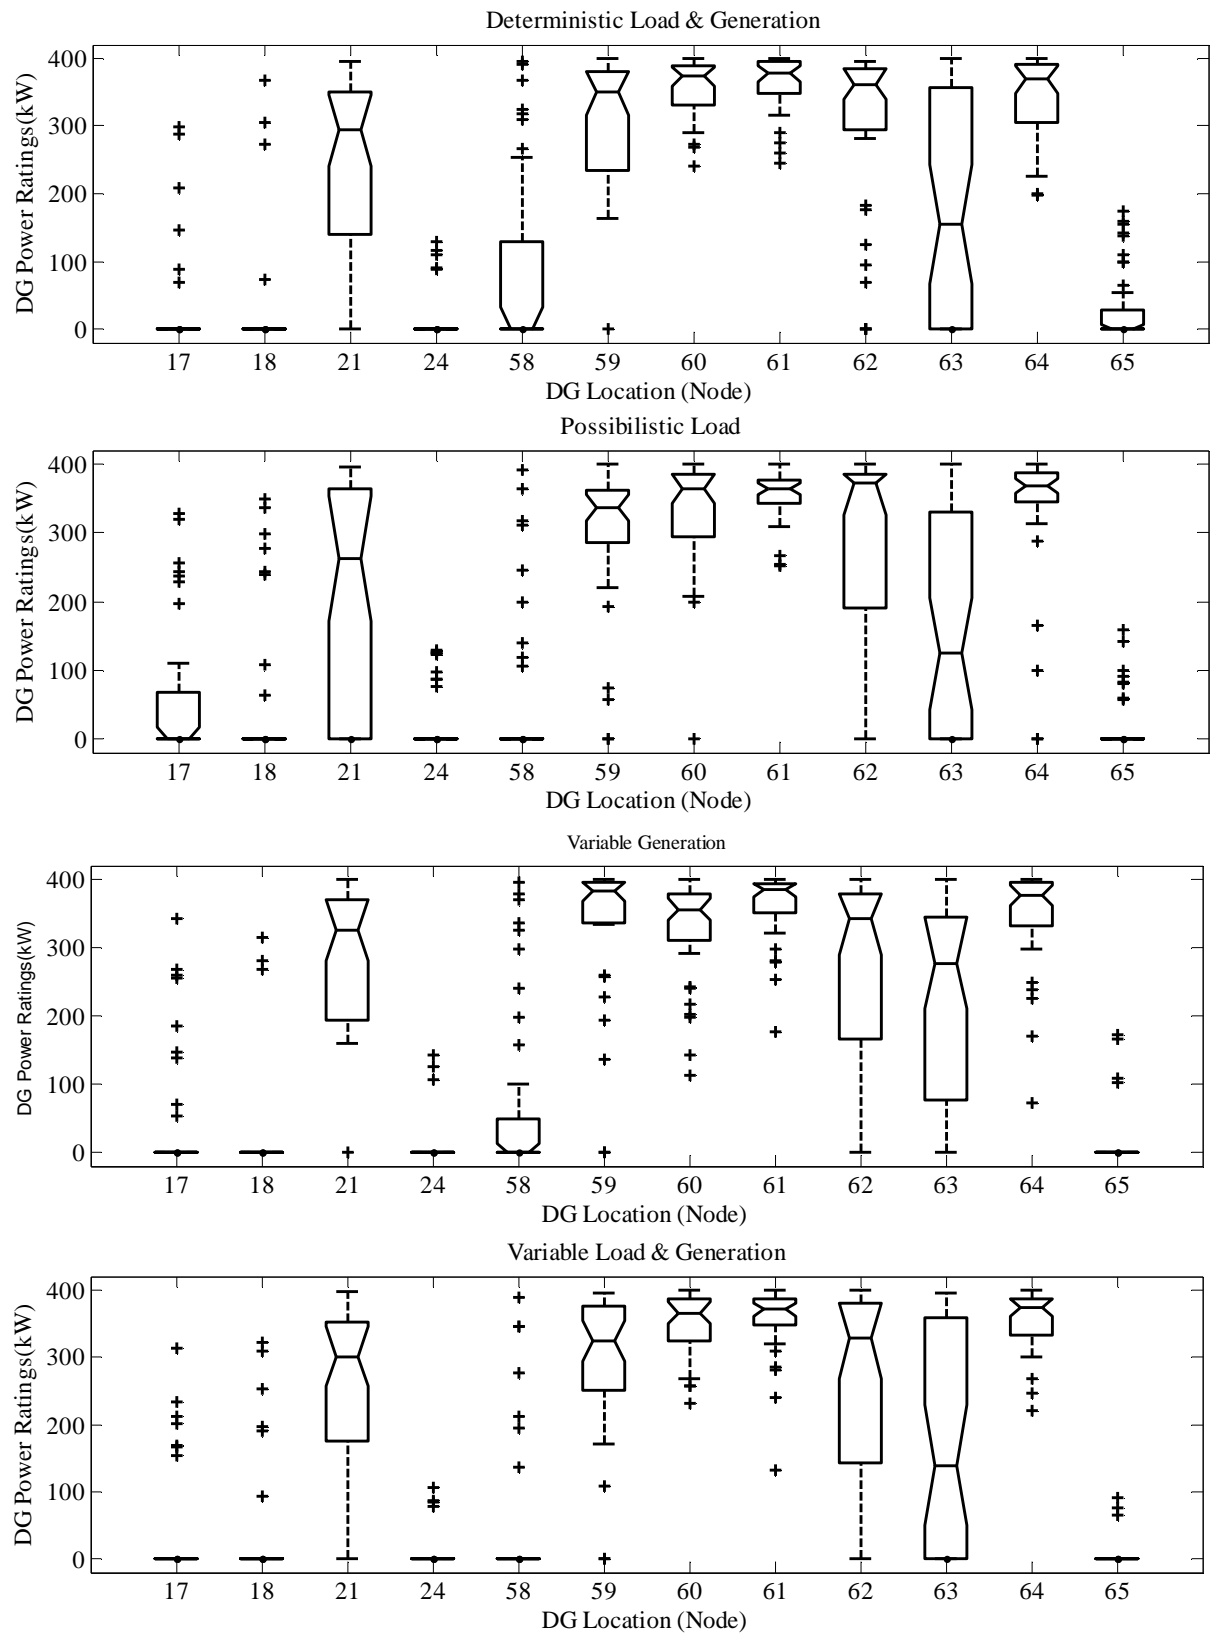 Deterministic Load & Generation
DG Power Ratings(kW)
400
300
200
100
0
17 18 21 24 58 59 60 61 62 63 64 65
DG Location (Node)
Possibilistic Load
DG Power Ratings(kW)
400
300
200
100
0
17 18 21 24 58 59 60 61 62 63 64 65
DG Location (Node)
Variable Generation
DG Power Ratings(kW)
400
300
200
100
0
17 18 21 24 58 59 60 61 62 63 64 65
DG Location (Node)
Variable Load & Generation
DG Power Ratings(kW)
400
300
200
100
0
17 18 21 24 58 59 60 61 62 63 64 65
DG Location (Node)